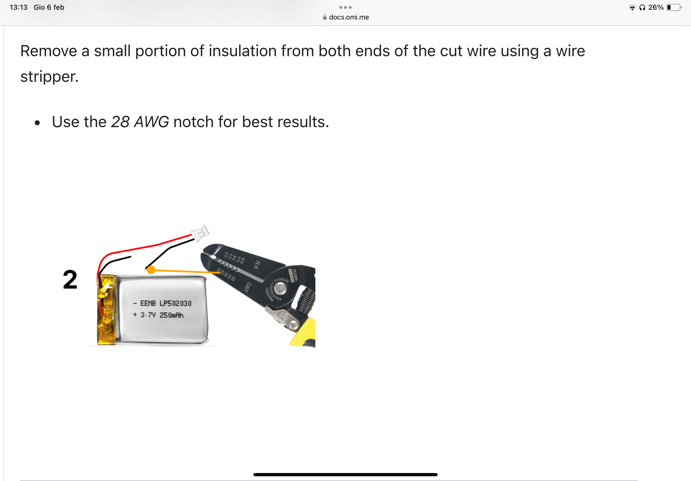 13:13 Gio 6 feb
docs.omi.me
26%
Remove a small portion of insulation from both ends of the cut wire using a wire
stripper.
Use the 28 AWG notch for best results.
2
- EEMB LP502030
+ 3.7V 250mAh